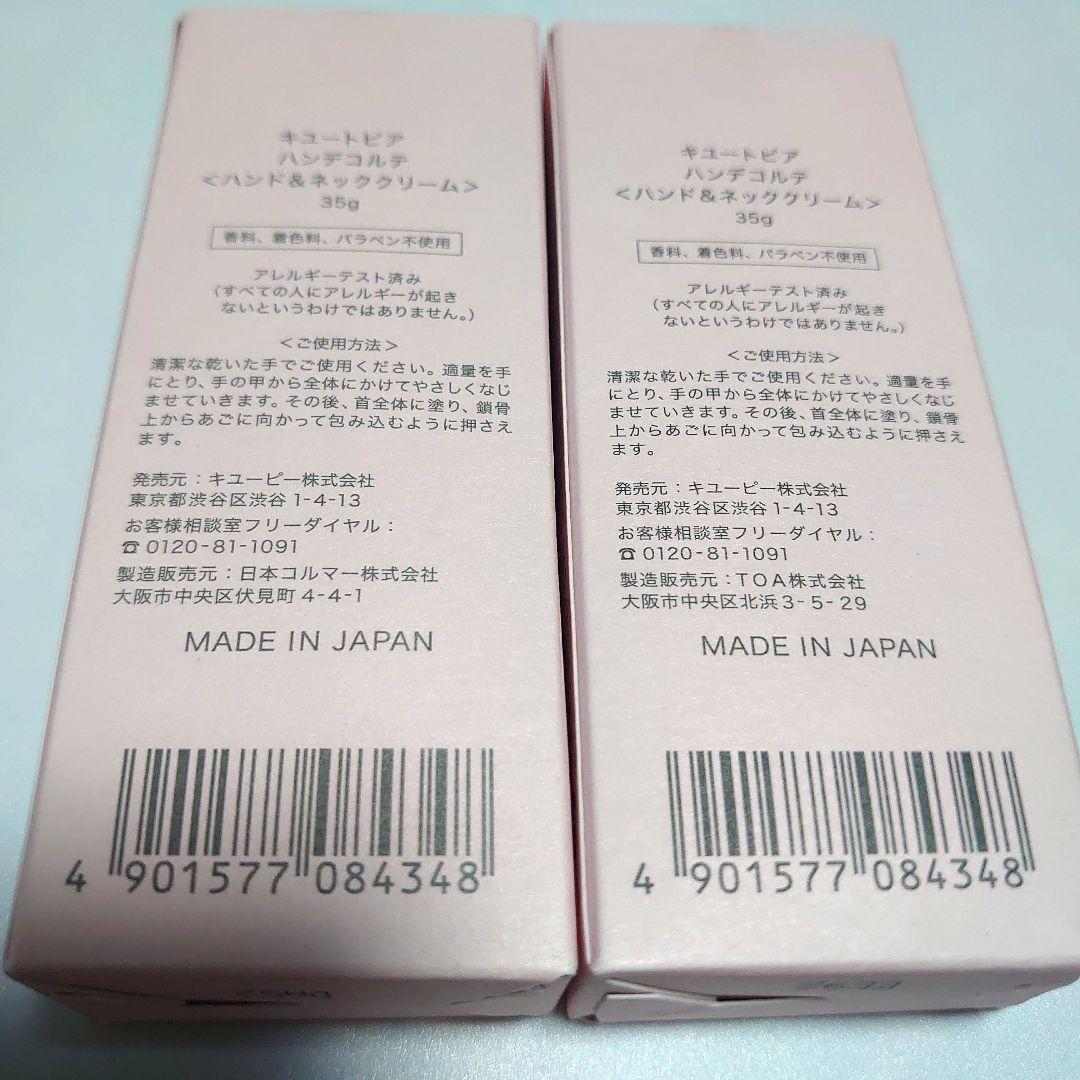 キユートピア
ハンデコルテ
＜ハンド＆ネッククリーム＞
35g
香料、着色料、パラベン不使用
アレルギーテスト済み
（すべての人にアレルギーが起き
ないというわけではありません。）
＜ご使用方法＞
清潔な乾いた手でご使用ください。適量を手
にとり、手の甲から全体にかけてやさしくなじ
ませていきます。その後、首全体に塗り、鎖骨
上からあごに向かって包み込むように押さえ
ます。
発売元：キユーピー株式会社
東京都渋谷区渋谷 1-4-13
お客様相談室フリーダイヤル：
☎ 0120-81-1091
製造販売元：日本コルマー株式会社
大阪市中央区伏見町 4-4-1
MADE IN JAPAN
4 901577 084348
キユートピア
ハンデコルテ
＜ハンド＆ネッククリーム＞
35g
香料、着色料、パラベン不使用
アレルギーテスト済み
（すべての人にアレルギーが起き
ないというわけではありません。）
＜ご使用方法＞
清潔な乾いた手でご使用ください。適量を手
にとり、手の甲から全体にかけてやさしくなじ
ませていきます。その後、首全体に塗り、鎖骨
上からあごに向かって包み込むように押さえ
ます。
発売元：キユーピー株式会社
東京都渋谷区渋谷 1-4-13
お客様相談室フリーダイヤル：
☎ 0120-81-1091
製造販売元：TOA株式会社
大阪市中央区北浜 3-5-29
MADE IN JAPAN
4 901577 084348